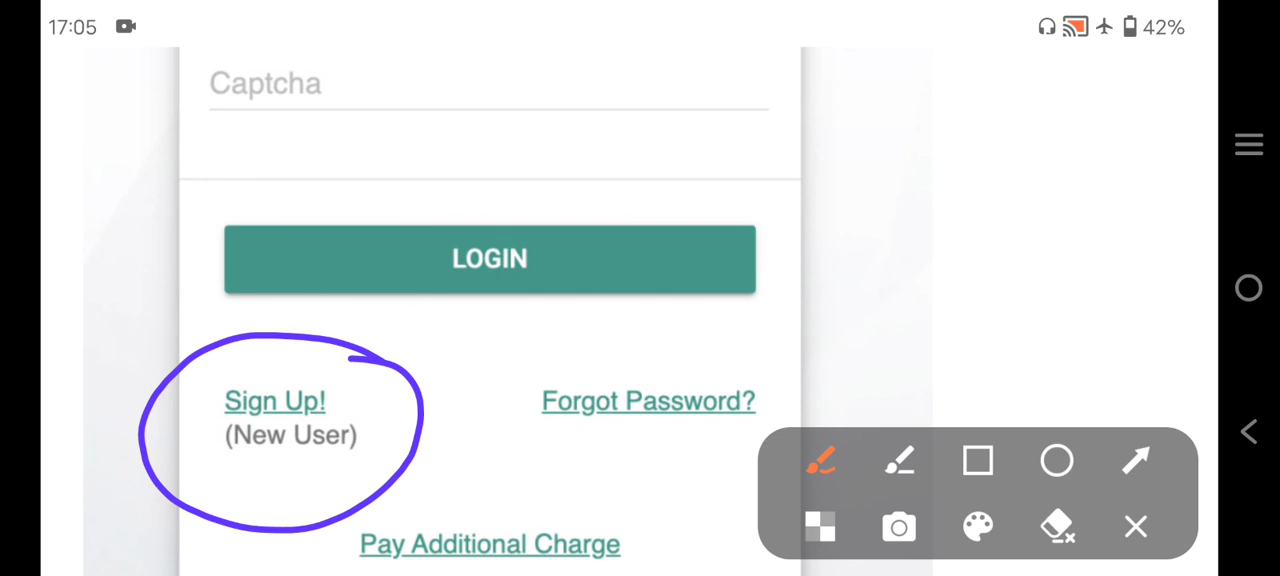 17:05
42%
Captcha
LOGIN
Sign Up!
(New User)
Forgot Password?
Pay Additional Charge